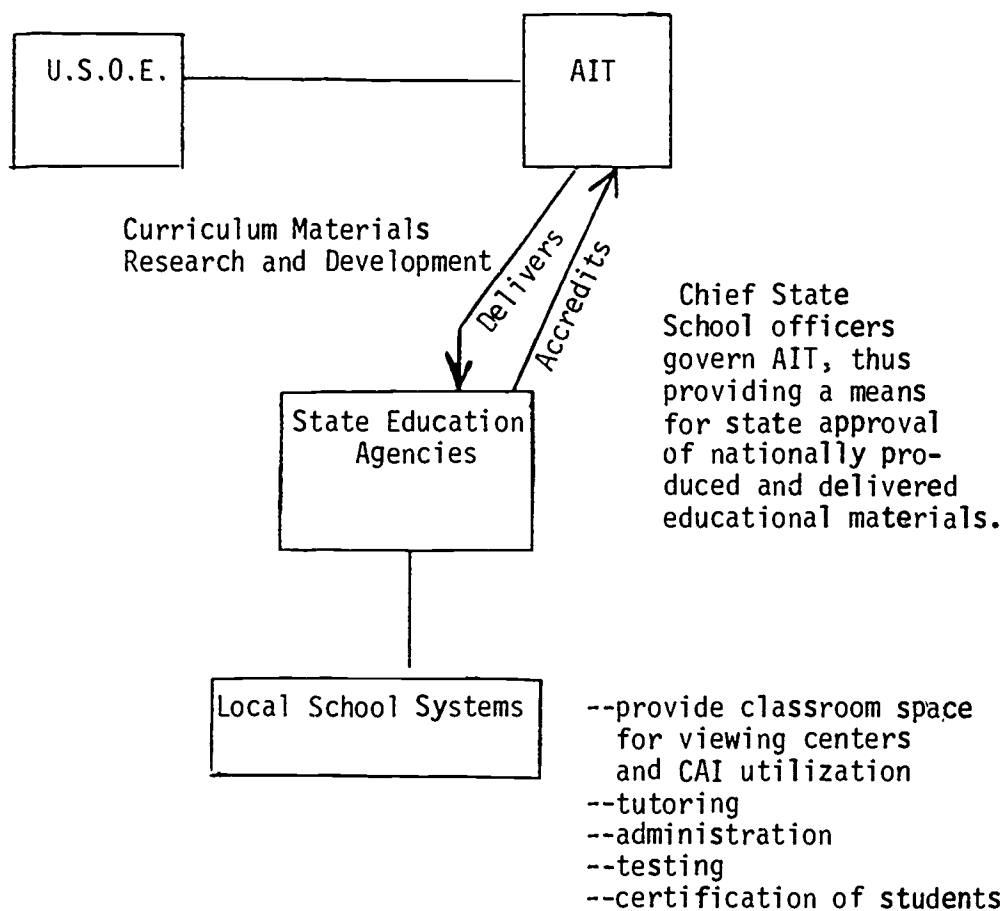 U.S.O.E.
AIT
Curriculum Materials
Research and Development
Delivers
Accredits
Chief State
School officers
govern AIT, thus
providing a means
for state approval
of nationally pro-
duced and delivered
educational materials.
State Education
Agencies
Local School Systems
--provide classroom space
for viewing centers
and CAI utilization
--tutoring
--administration
--testing
--certification of students